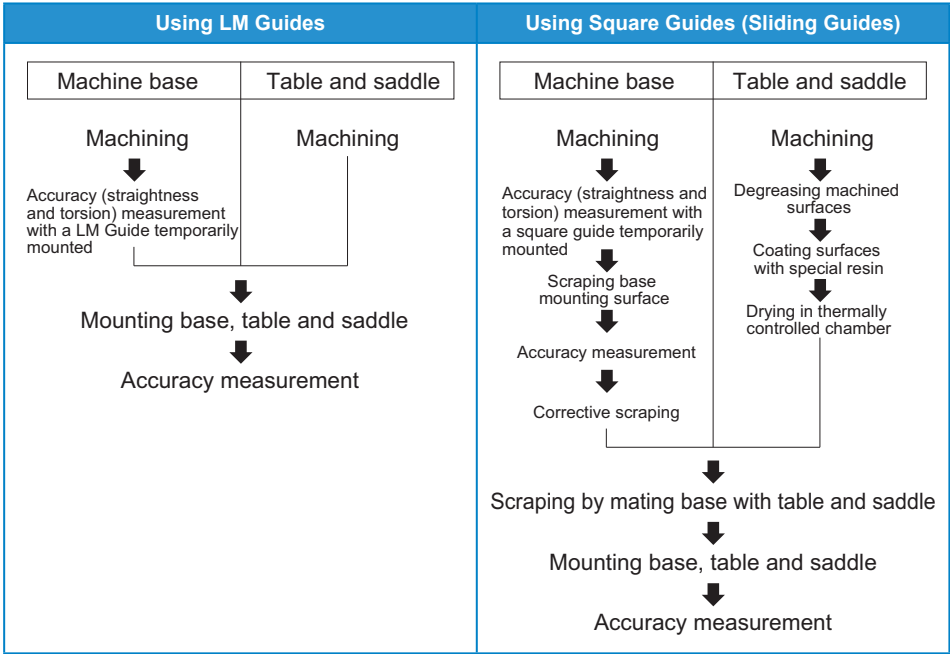 Using LM Guides
Machine base
Table and saddle
Machining
Accuracy (straightness
and torsion) measurement
with a LM Guide temporarily
mounted
Machining
Mounting base, table and saddle
Accuracy measurement
Using Square Guides (Sliding Guides)
Machine base
Table and saddle
Machining
Accuracy (straightness and
torsion) measurement with
a square guide temporarily
mounted
Scraping base
mounting surface
Accuracy measurement
Corrective scraping
Machining
Degreasing machined
surfaces
Coating surfaces
with special resin
Drying in thermally
controlled chamber
Scraping by mating base with table and saddle
Mounting base, table and saddle
Accuracy measurement